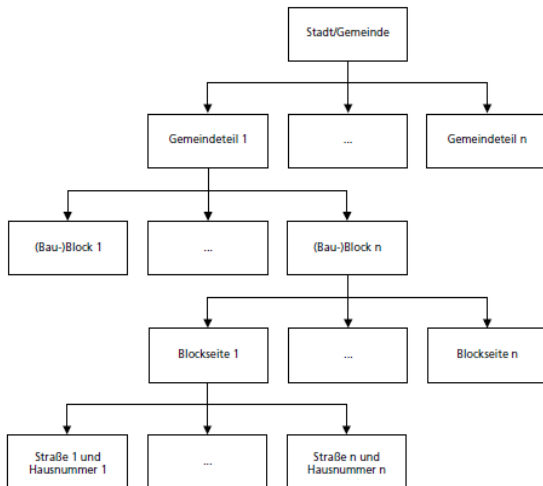 Stadt/Gemeinde
Gemeindeteil 1
...
Gemeindeteil n
(Bau-)Block 1
...
(Bau-)Block n
Blockseite 1
...
Blockseite n
Straße 1 und
Hausnummer 1
...
Straße n und
Hausnummer n